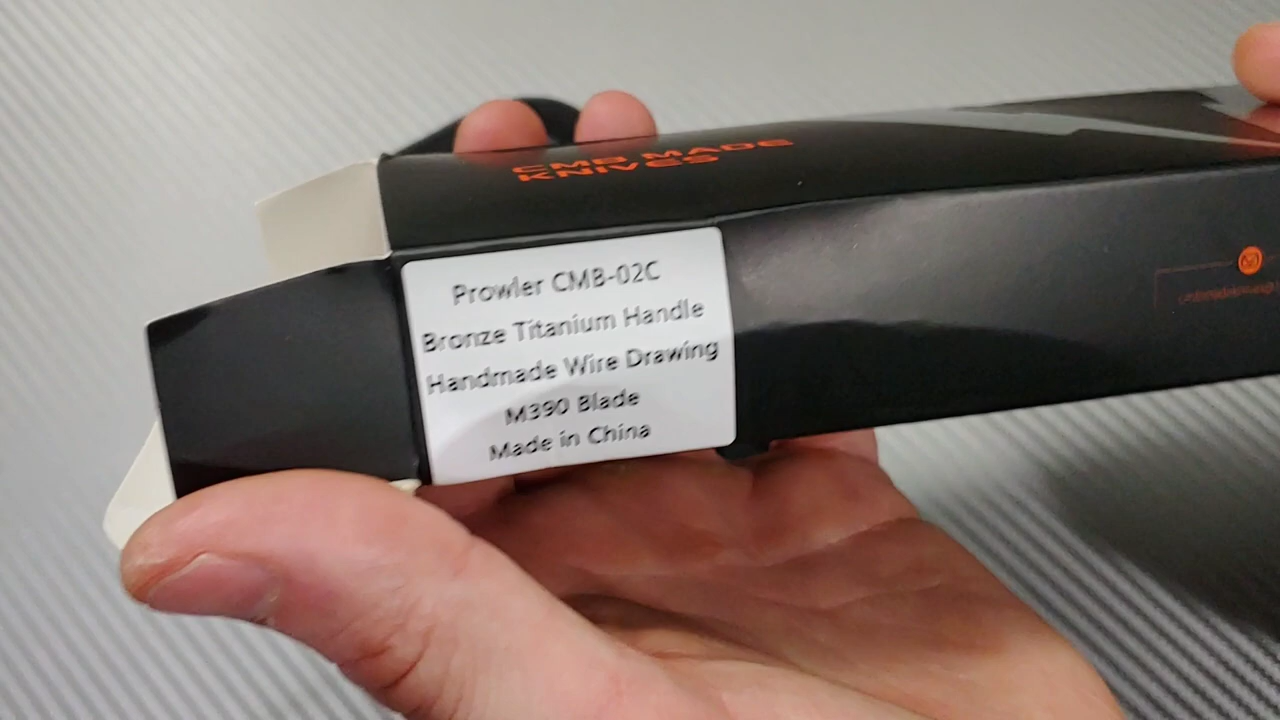 CMB MADE
KNIVES
Prowler CMB-02C
Bronze Titanium Handle
Handmade Wire Drawing
M390 Blade
Made in China